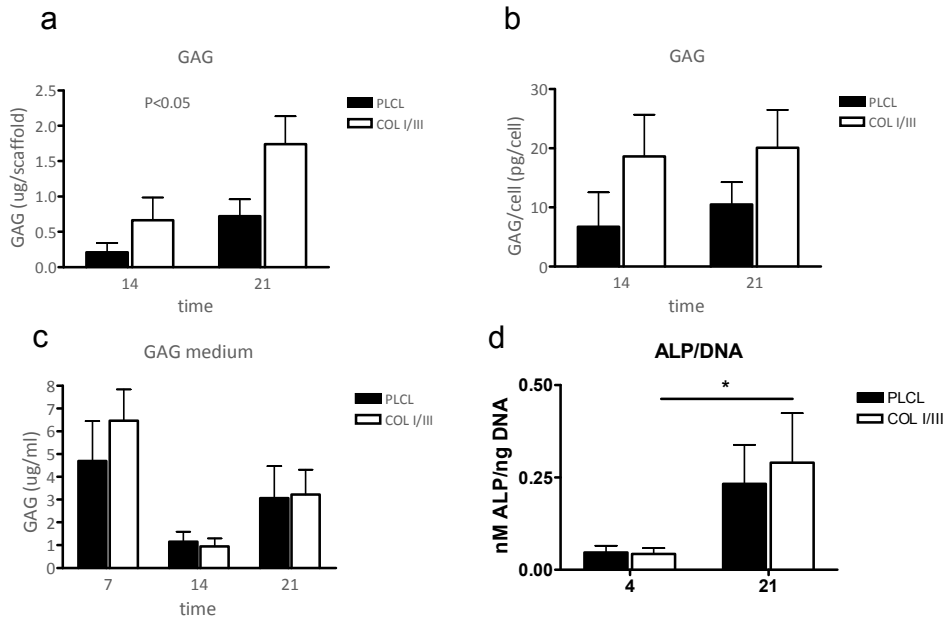 a
GAG
P<0.05
PLCL
COL I/III
GAG (ug/scaffold)
2.5
2.0
1.5
1.0
0.5
0.0
14 21
time
b
GAG
PLCL
COL I/III
GAG/cell (pg/cell)
30
20
10
0
14 21
time
c
GAG medium
PLCL
COL I/III
GAG (ug/ml)
8
7
6
5
4
3
2
1
0
7 14 21
time
d
ALP/DNA
*
PLCL
COL I/III
nM ALP/ng DNA
0.50
0.25
0.00
4 21